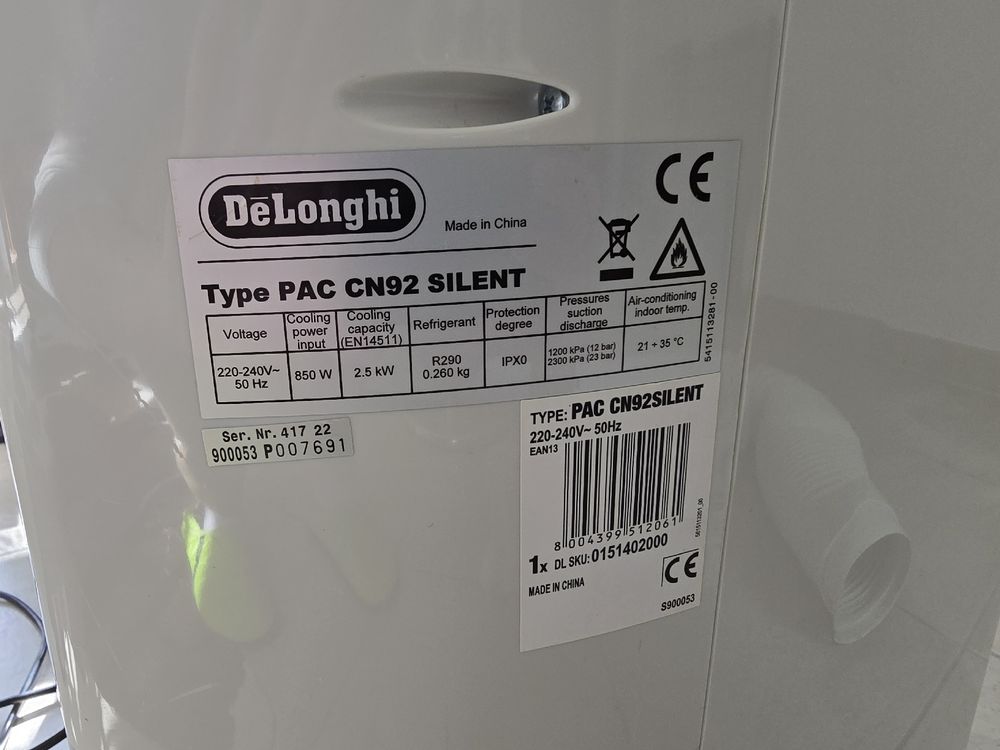 DēLonghi
Made in China
CE
Type PAC CN92 SILENT
Voltage
Cooling power input
Cooling capacity (EN14511)
Refrigerant
Protection degree
Pressures suction discharge
Air-conditioning indoor temp.
220-240V~ 50 Hz
850 W
2.5 kW
R290 0.260 kg
IPX0
1200 kPa (12 bar) 2300 kPa (23 bar)
21 ÷ 35 °C
5415113281-00
Ser. Nr. 417 22
900053 P007691
TYPE: PAC CN92SILENT
220-240V~ 50Hz
EAN13
8 004399 512061
1x DL SKU: 0151402000
MADE IN CHINA
CE
S900053